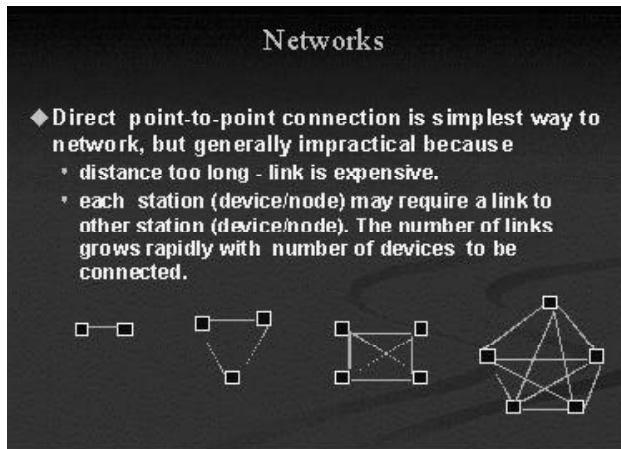 Networks
Direct point-to-point connection is simplest way to
network, but generally impractical because
• distance too long - link is expensive.
• each station (device/node) may require a link to
other station (device/node). The number of links
grows rapidly with number of devices to be
connected.